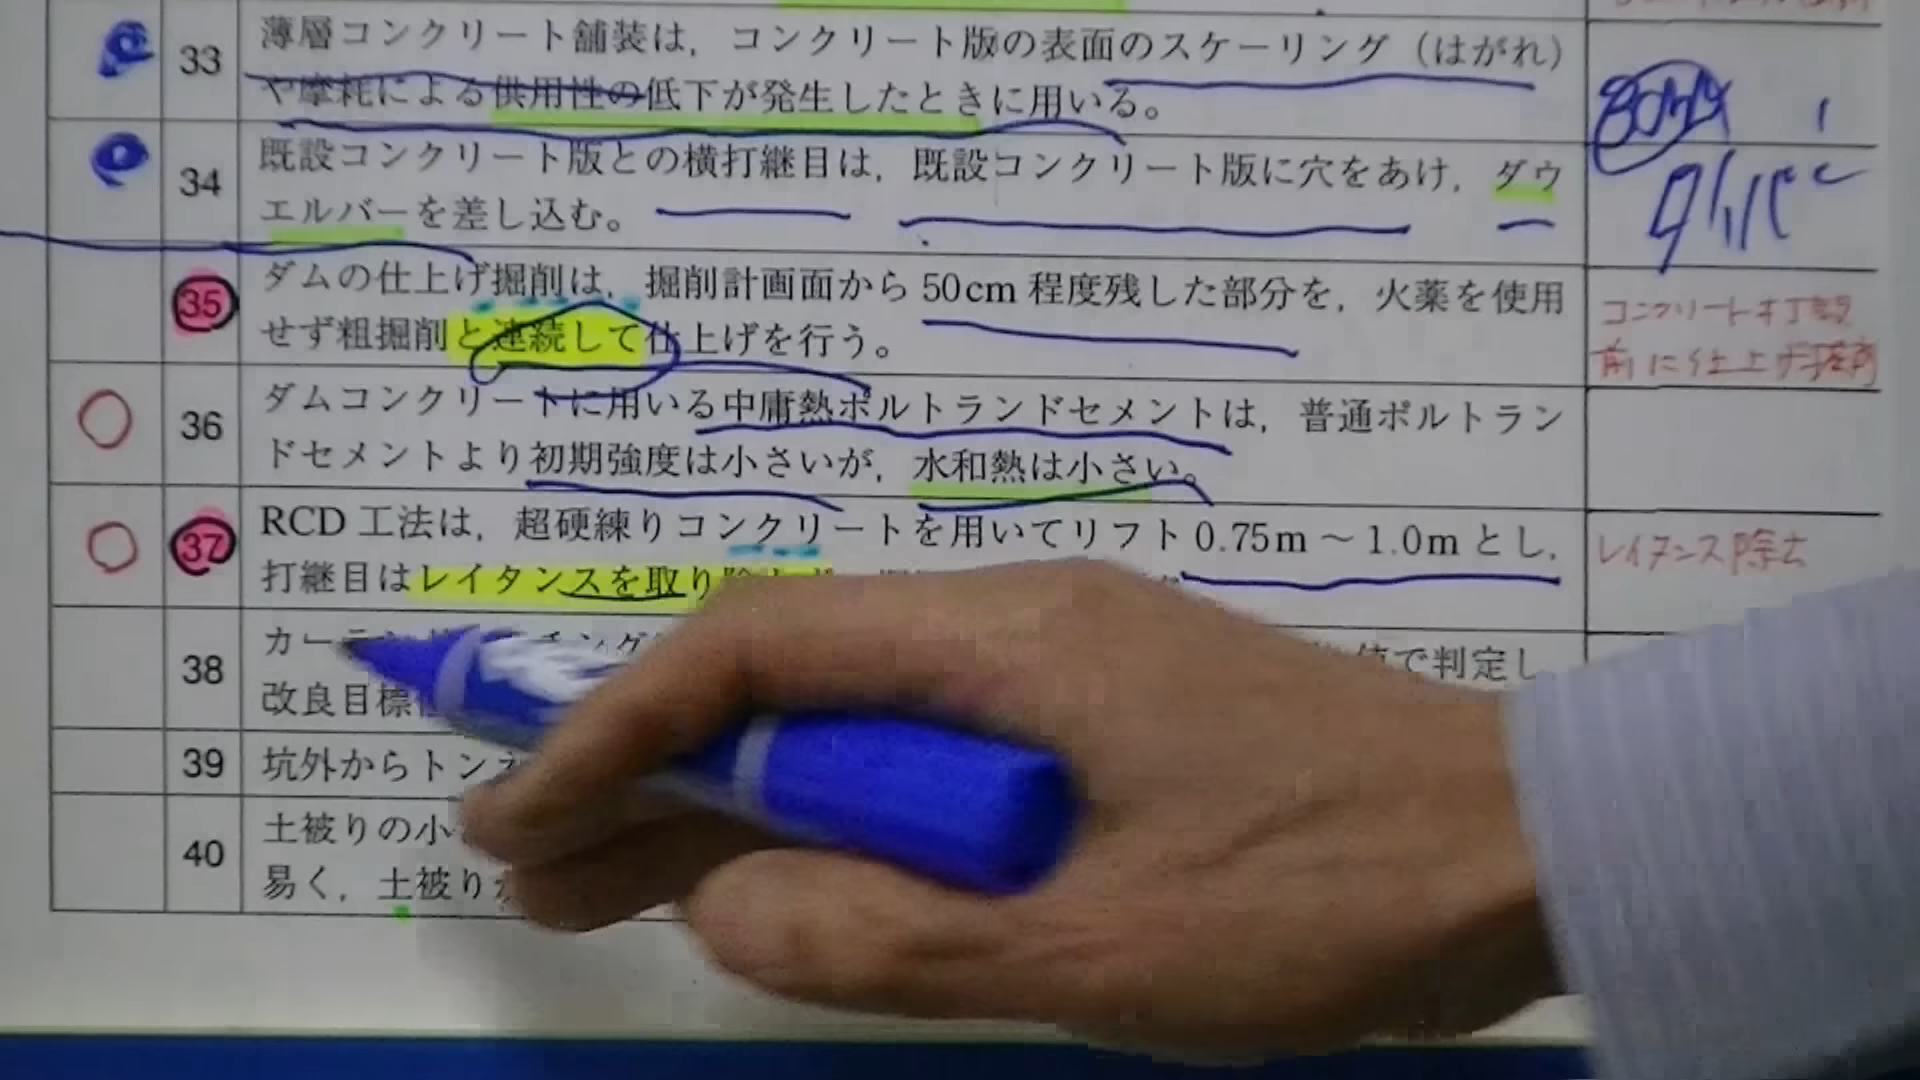 33 薄層コンクリート舗装は，コンクリート版の表面のスケーリング（はがれ）
や摩耗による供用性の低下が発生したときに用いる。
34 既設コンクリート版との横打継目は，既設コンクリート版に穴をあけ，ダウ
エルバーを差し込む。
35 ダムの仕上げ掘削は，掘削計画面から50cm程度残した部分を，火薬を使用
せず粗掘削と連続して仕上げを行う。
コンクリート打設
前に仕上げ掘削
36 ダムコンクリートに用いる中庸熱ポルトランドセメントは，普通ポルトラン
ドセメントより初期強度は小さいが，水和熱は小さい。
37 RCD工法は，超硬練りコンクリートを用いてリフト0.75m～1.0mとし，
打継目はレイタンスを取り除
レイタンス除去
38 カー
値で判定し，
改良目標
39 坑外からトン
40 土被りの小
易く，土被り